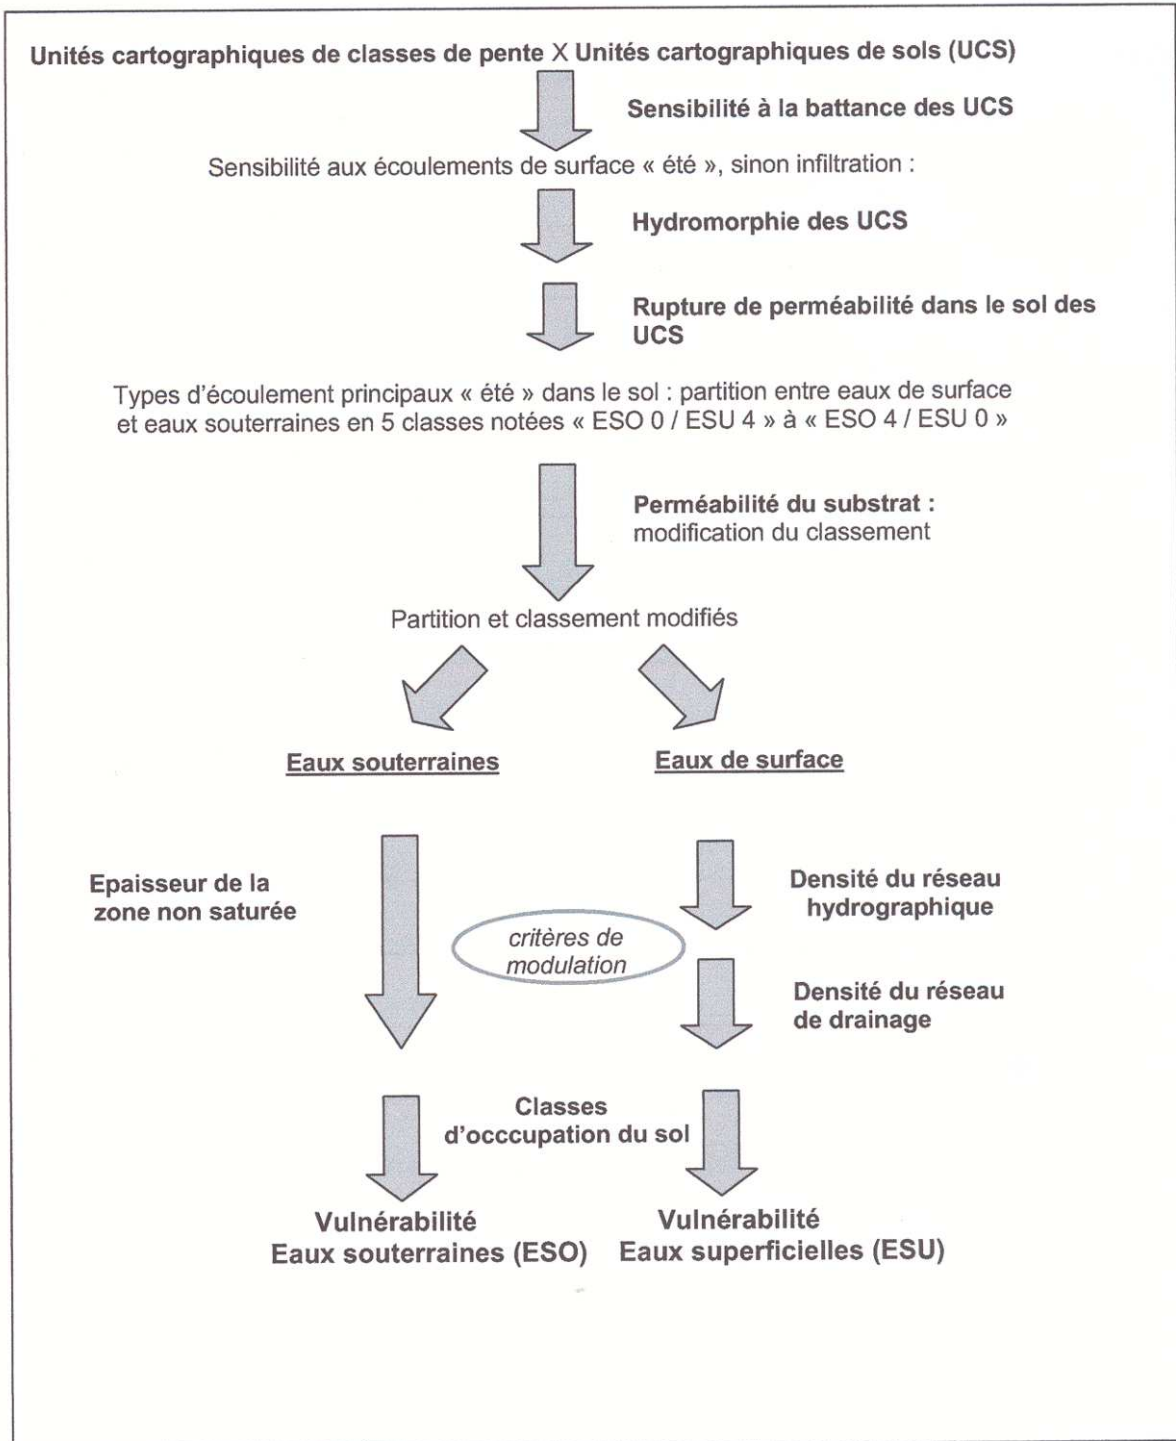 Unités cartographiques de classes de pente X Unités cartographiques de sols (UCS)
Sensibilité à la battance des UCS
Sensibilité aux écoulements de surface « été », sinon infiltration :
Hydromorphie des UCS
Rupture de perméabilité dans le sol des
UCS
Types d'écoulement principaux « été » dans le sol : partition entre eaux de surface
et eaux souterraines en 5 classes notées « ESO 0 / ESU 4 » à « ESO 4 / ESU 0 »
Perméabilité du substrat :
modification du classement
Partition et classement modifiés
Eaux souterraines
Eaux de surface
Epaisseur de la
zone non saturée
Densité du réseau
hydrographique
critères de
modulation
Densité du réseau
de drainage
Classes
d'occcupation du sol
Vulnérabilité
Eaux souterraines (ESO)
Vulnérabilité
Eaux superficielles (ESU)